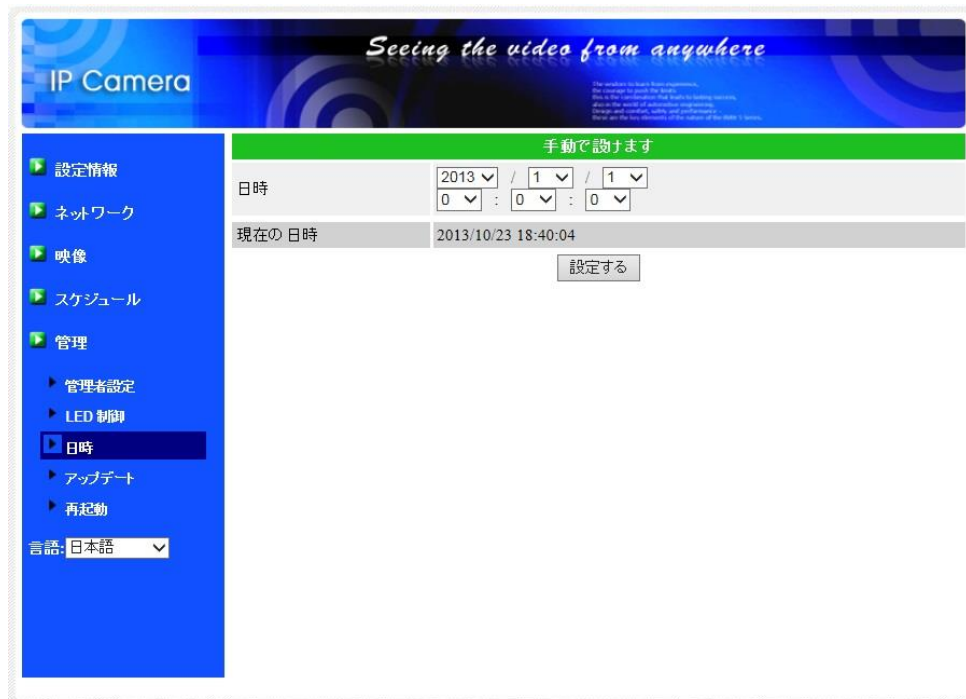 Seeing the video from anywhere
IP Camera
設定情報
ネットワーク
映像
スケジュール
管理
管理者設定
LED 制御
日時
アップデート
再起動
言語: 日本語
手動で設けます
日時
2013 / 1 / 1
0 : 0 : 0
現在の 日時
2013/10/23 18:40:04
設定する